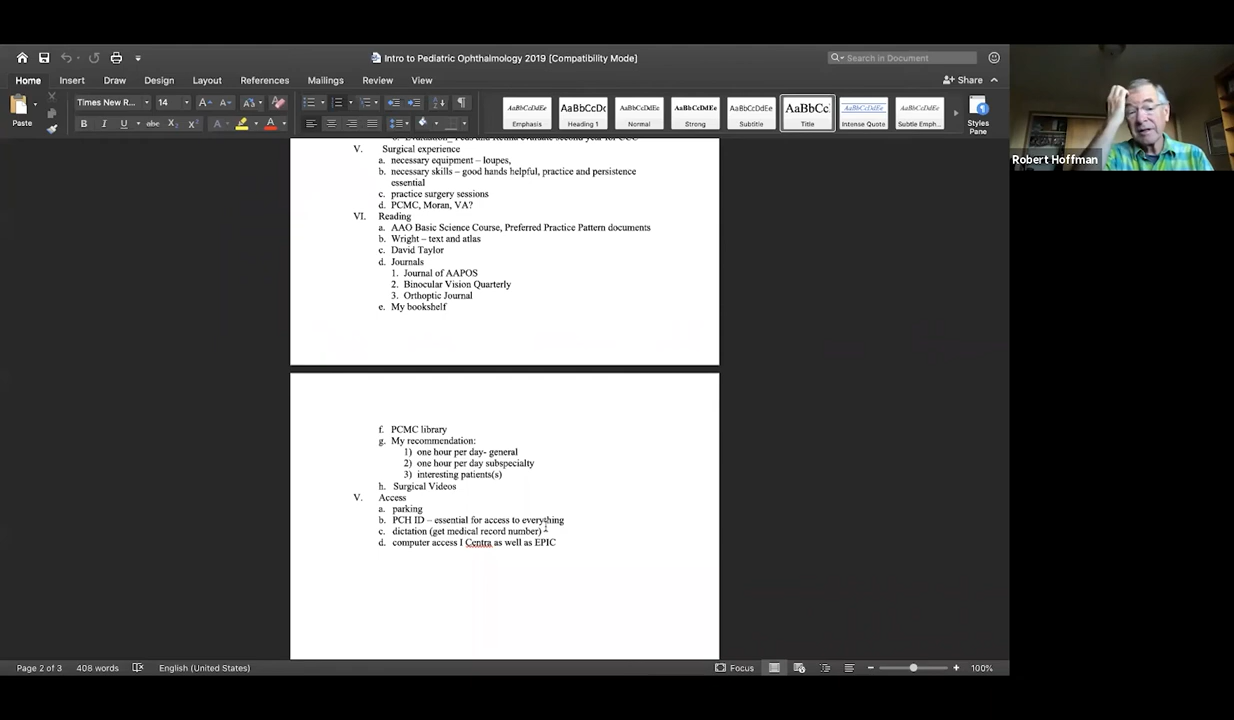 Intro to Pediatric Ophthalmology 2019 [Compatibility Mode]
Search in Document
Home Insert Draw Design Layout References Mailings Review View
Share
Paste
Times New R...
14
AaBbCcDdEe
Emphasis
AaBbCcDc
Heading 1
AaBbCcDdEe
Normal
AaBbCcDdEe
Strong
AaBbCcDdEe
Subtitle
AaBbCc
Title
AaBbCcDdEe
Intense Quote
AaBbCcDdEe
Subtle Emph...
Styles
Pane
Robert Hoffman
V. Surgical experience
a. necessary equipment – loupes,
b. necessary skills – good hands helpful, practice and persistence
essential
c. practice surgery sessions
d. PCMC, Moran, VA?
VI. Reading
a. AAO Basic Science Course, Preferred Practice Pattern documents
b. Wright – text and atlas
c. David Taylor
d. Journals
1. Journal of AAPOS
2. Binocular Vision Quarterly
3. Orthoptic Journal
e. My bookshelf
f. PCMC library
g. My recommendation:
1) one hour per day- general
2) one hour per day subspecialty
3) interesting patients(s)
h. Surgical Videos
V. Access
a. parking
b. PCH ID – essential for access to everything
c. dictation (get medical record number)
d. computer access I Centra as well as EPIC
Page 2 of 3 408 words English (United States) Focus 100%